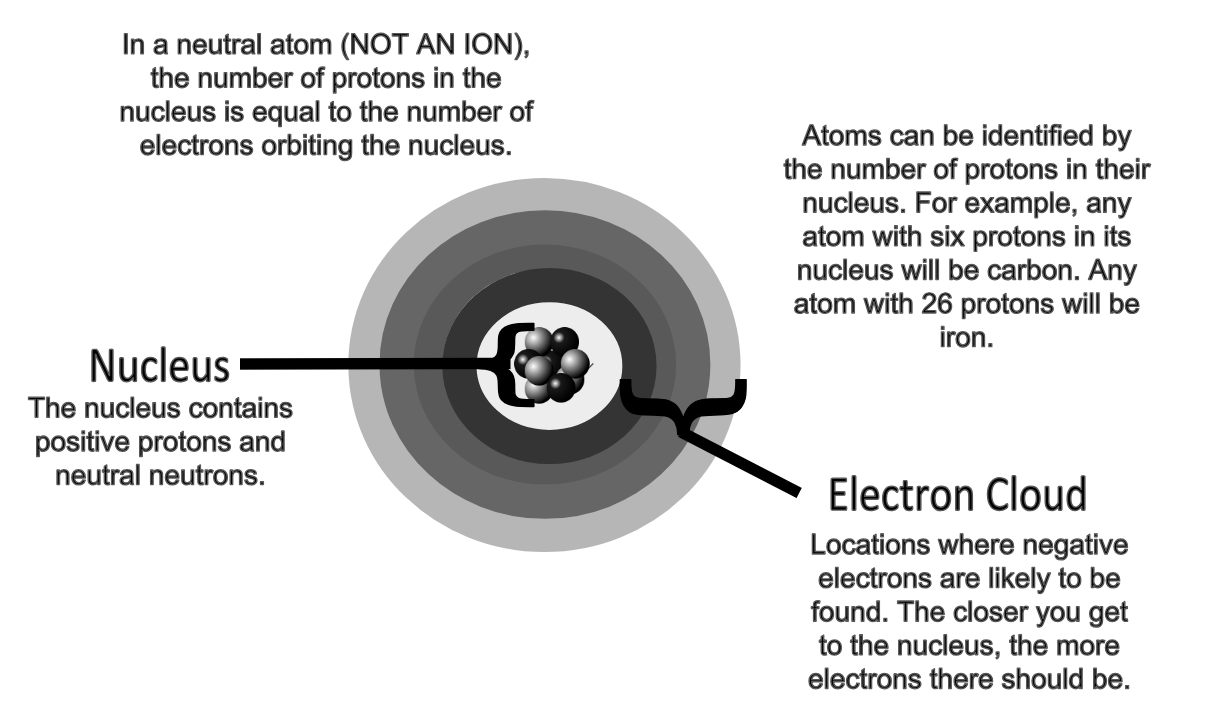 In a neutral atom (NOT AN ION),
the number of protons in the
nucleus is equal to the number of
electrons orbiting the nucleus.
Atoms can be identified by
the number of protons in their
nucleus. For example, any
atom with six protons in its
nucleus will be carbon. Any
atom with 26 protons will be
iron.
Nucleus
The nucleus contains
positive protons and
neutral neutrons.
Electron Cloud
Locations where negative
electrons are likely to be
found. The closer you get
to the nucleus, the more
electrons there should be.